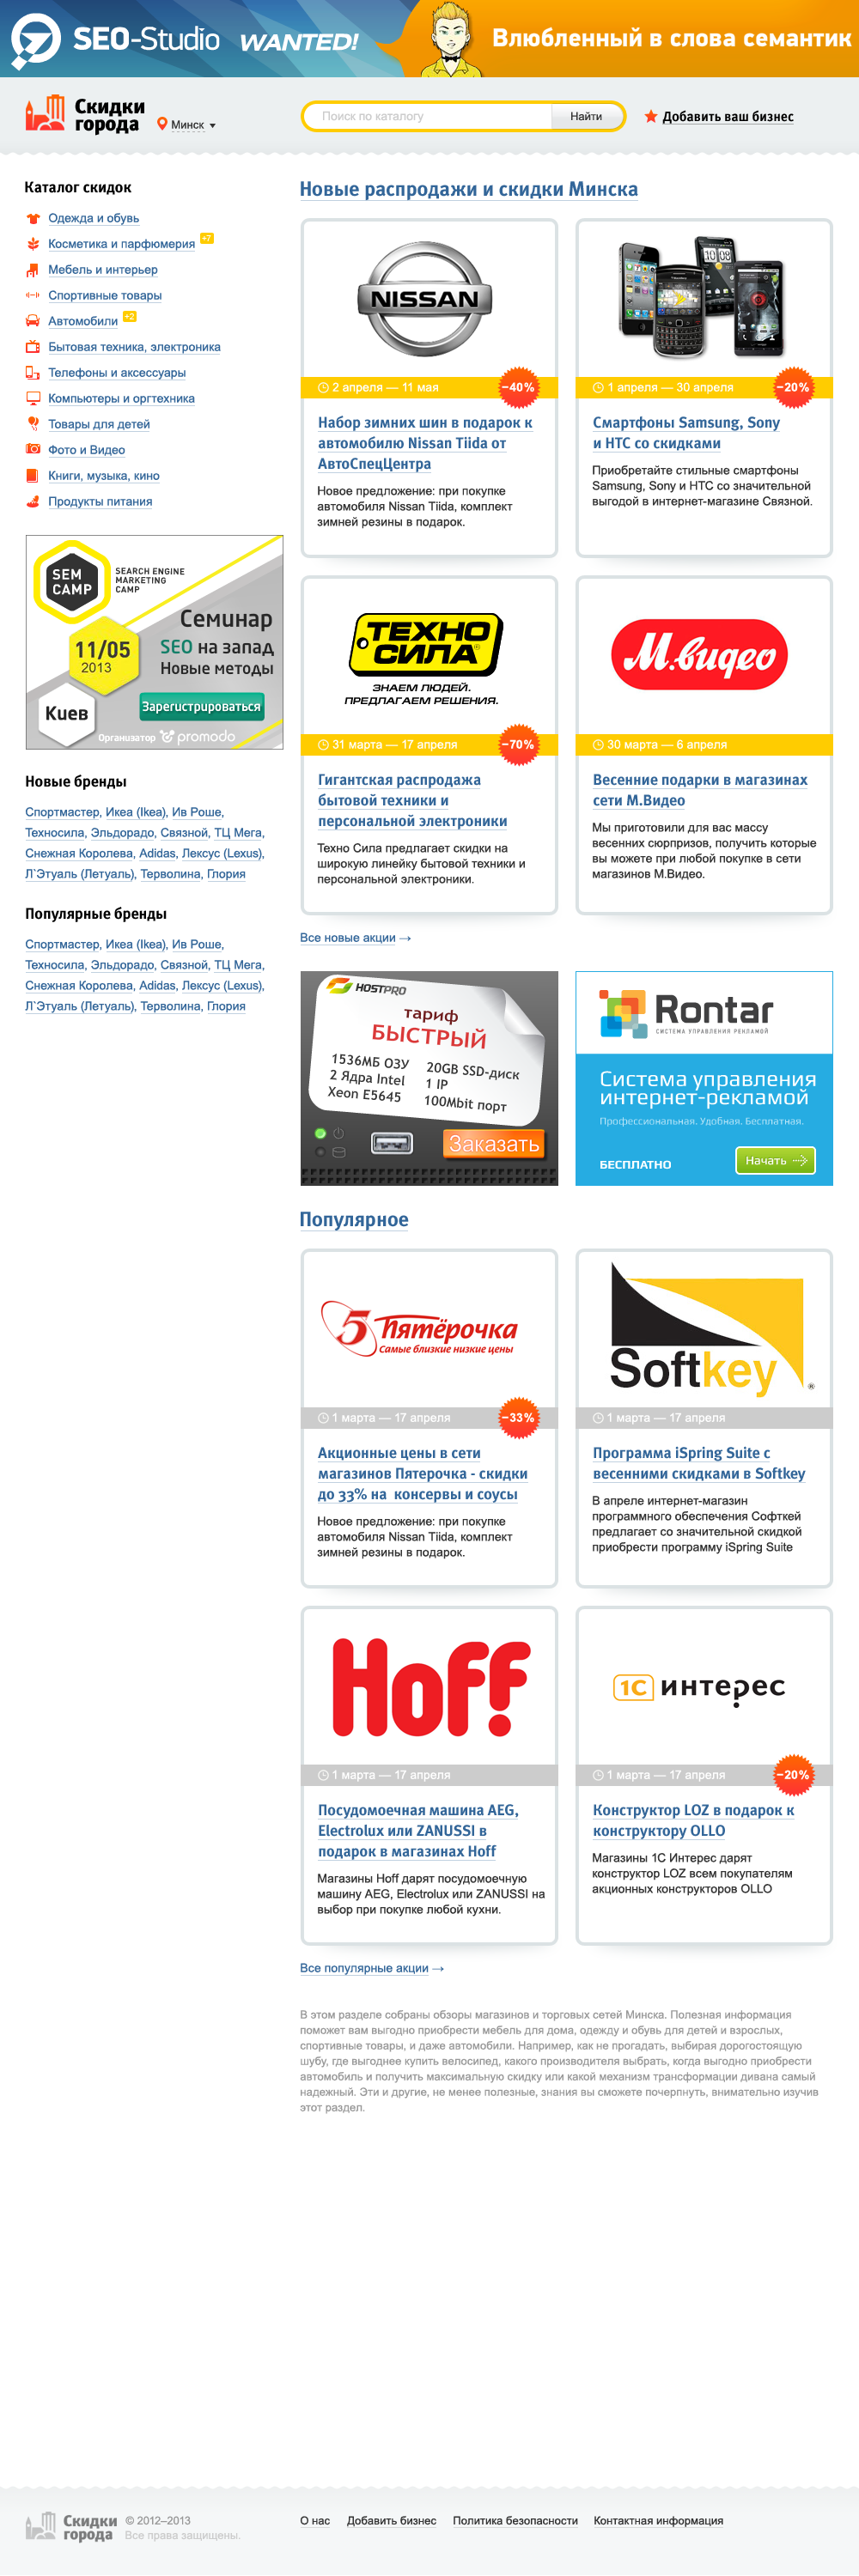 SEO-Studio WANTED! Влюбленный в слова семантик
Скидки
города
Минск
Поиск по каталогу
Найти
Добавить ваш бизнес
Каталог скидок
Одежда и обувь
Косметика и парфюмерия +7
Мебель и интерьер
Спортивные товары
Автомобили +2
Бытовая техника, электроника
Телефоны и аксессуары
Компьютеры и оргтехника
Товары для детей
Фото и Видео
Книги, музыка, кино
Продукты питания
SEM
CAMP
SEARCH ENGINE
MARKETING
CAMP
Семинар
SEO на запад
Новые методы
11/05
2013
Киев
Зарегистрироваться
Организатор promodo
Новые бренды
Спортмастер, Икеа (Ikea), Ив Роше,
Техносила, Эльдорадо, Связной, ТЦ Мега,
Снежная Королева, Adidas, Лексус (Lexus),
Л`Этуаль (Летуаль), Терволина, Глория
Популярные бренды
Спортмастер, Икеа (Ikea), Ив Роше,
Техносила, Эльдорадо, Связной, ТЦ Мега,
Снежная Королева, Adidas, Лексус (Lexus),
Л`Этуаль (Летуаль), Терволина, Глория
Новые распродажи и скидки Минска
NISSAN
2 апреля — 11 мая
–40%
Набор зимних шин в подарок к
автомобилю Nissan Tiida от
АвтоСпецЦентра
Новое предложение: при покупке
автомобиля Nissan Tiida, комплект
зимней резины в подарок.
1 апреля — 30 апреля
–20%
Смартфоны Samsung, Sony
и HTC со скидками
Приобретайте стильные смартфоны
Samsung, Sony и HTC со значительной
выгодой в интернет-магазине Связной.
ТЕХНО
СИЛА®
ЗНАЕМ ЛЮДЕЙ.
ПРЕДЛАГАЕМ РЕШЕНИЯ.
31 марта — 17 апреля
–70%
Гигантская распродажа
бытовой техники и
персональной электроники
Техно Сила предлагает скидки на
широкую линейку бытовой техники и
персональной электроники.
М.видео
30 марта — 6 апреля
Весенние подарки в магазинах
сети М.Видео
Мы приготовили для вас массу
весенних сюрпризов, получить которые
вы можете при любой покупке в сети
магазинов М.Видео.
Все новые акции →
HOSTPRO
тариф
БЫСТРЫЙ
1536МБ ОЗУ
2 Ядра Intel
Xeon E5645
20GB SSD-диск
1 IP
100Mbit порт
Заказать
Rontar
СИСТЕМА УПРАВЛЕНИЯ РЕКЛАМОЙ
Система управления
интернет-рекламой
Профессиональная. Удобная. Бесплатная.
БЕСПЛАТНО
Начать
Популярное
5 Пятёрочка
Самые близкие низкие цены
1 марта — 17 апреля
–33%
Акционные цены в сети
магазинов Пятерочка - скидки
до 33% на консервы и соусы
Новое предложение: при покупке
автомобиля Nissan Tiida, комплект
зимней резины в подарок.
Softkey ®
1 марта — 17 апреля
Программа iSpring Suite с
весенними скидками в Softkey
В апреле интернет-магазин
программного обеспечения Софткей
предлагает со значительной скидкой
приобрести программу iSpring Suite
Hoff
1 марта — 17 апреля
Посудомоечная машина AEG,
Electrolux или ZANUSSI в
подарок в магазинах Hoff
Магазины Hoff дарят посудомоечную
машину AEG, Electrolux или ZANUSSI на
выбор при покупке любой кухни.
1С интерес
1 марта — 17 апреля
–20%
Конструктор LOZ в подарок к
конструктору OLLO
Магазины 1С Интерес дарят
конструктор LOZ всем покупателям
акционных конструкторов OLLO
Все популярные акции →
В этом разделе собраны обзоры магазинов и торговых сетей Минска. Полезная информация
поможет вам выгодно приобрести мебель для дома, одежду и обувь для детей и взрослых,
спортивные товары, и даже автомобили. Например, как не прогадать, выбирая дорогостоящую
шубу, где выгоднее купить велосипед, какого производителя выбрать, когда выгодно приобрести
автомобиль и получить максимальную скидку или какой механизм трансформации дивана самый
надежный. Эти и другие, не менее полезные, знания вы сможете почерпнуть, внимательно изучив
этот раздел.
Скидки
города
© 2012–2013
Все права защищены.
О нас
Добавить бизнес
Политика безопасности
Контактная информация